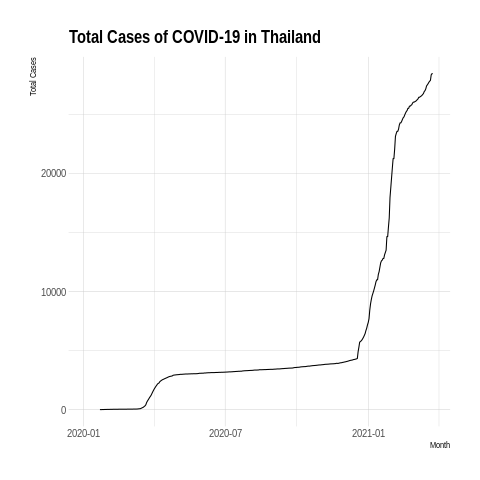 Total Cases of COVID-19 in Thailand
Total Cases
20000
10000
0
2020-01
2020-07
2021-01
Month